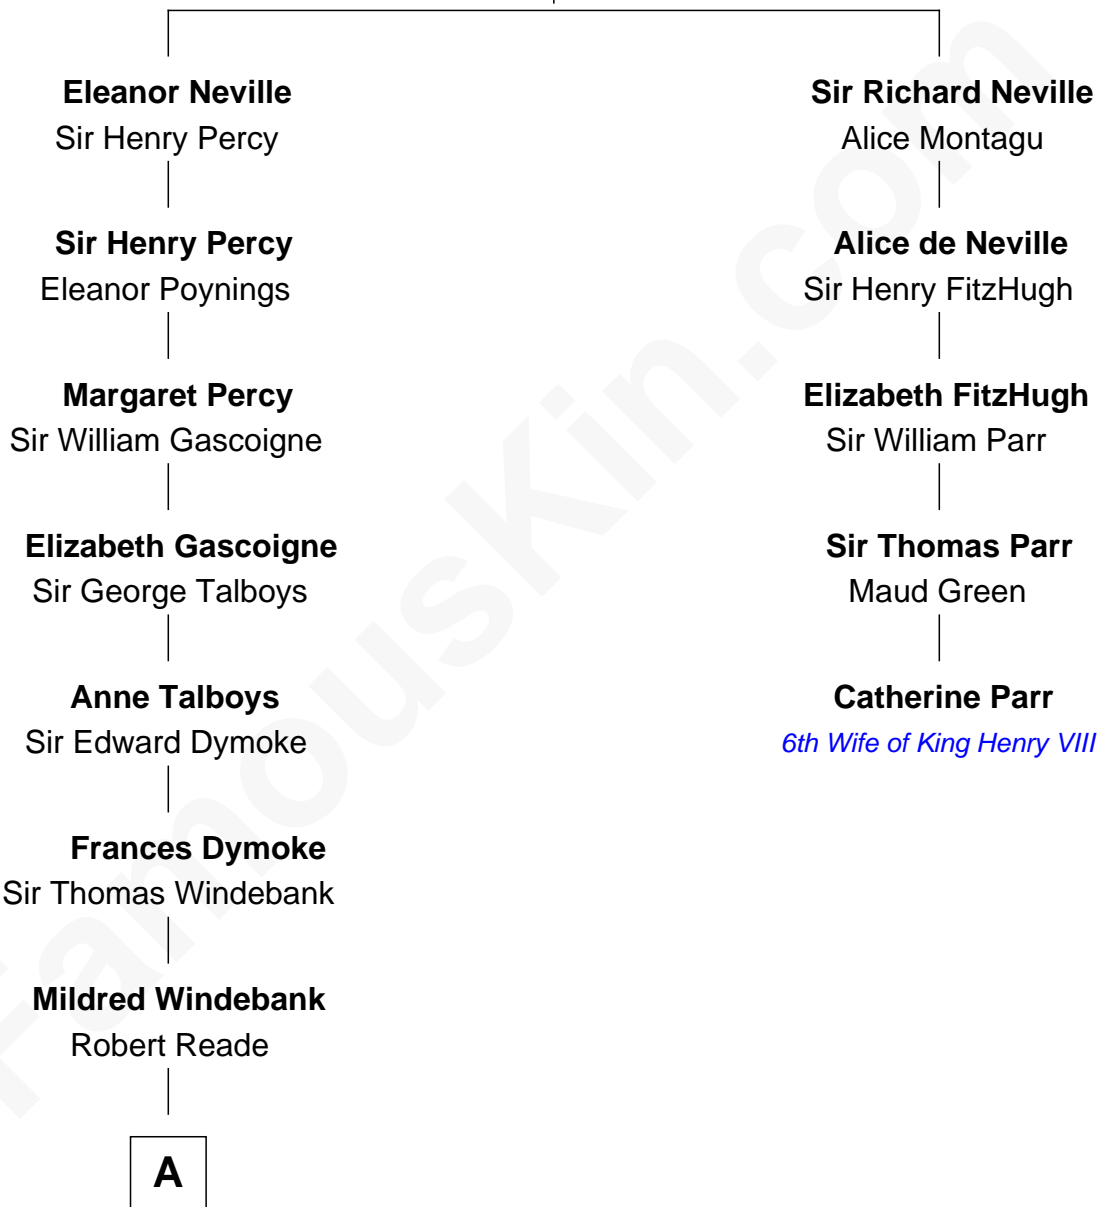 Eleanor Neville
Sir Henry Percy
Sir Henry Percy
Eleanor Poynings
Margaret Percy
Sir William Gascoigne
Elizabeth Gascoigne
Sir George Talboys
Anne Talboys
Sir Edward Dymoke
Frances Dymoke
Sir Thomas Windebank
Mildred Windebank
Robert Reade
A
Sir Richard Neville
Alice Montagu
Alice de Neville
Sir Henry FitzHugh
Elizabeth FitzHugh
Sir William Parr
Sir Thomas Parr
Maud Green
Catherine Parr
6th Wife of King Henry VIII
FamousKin.com